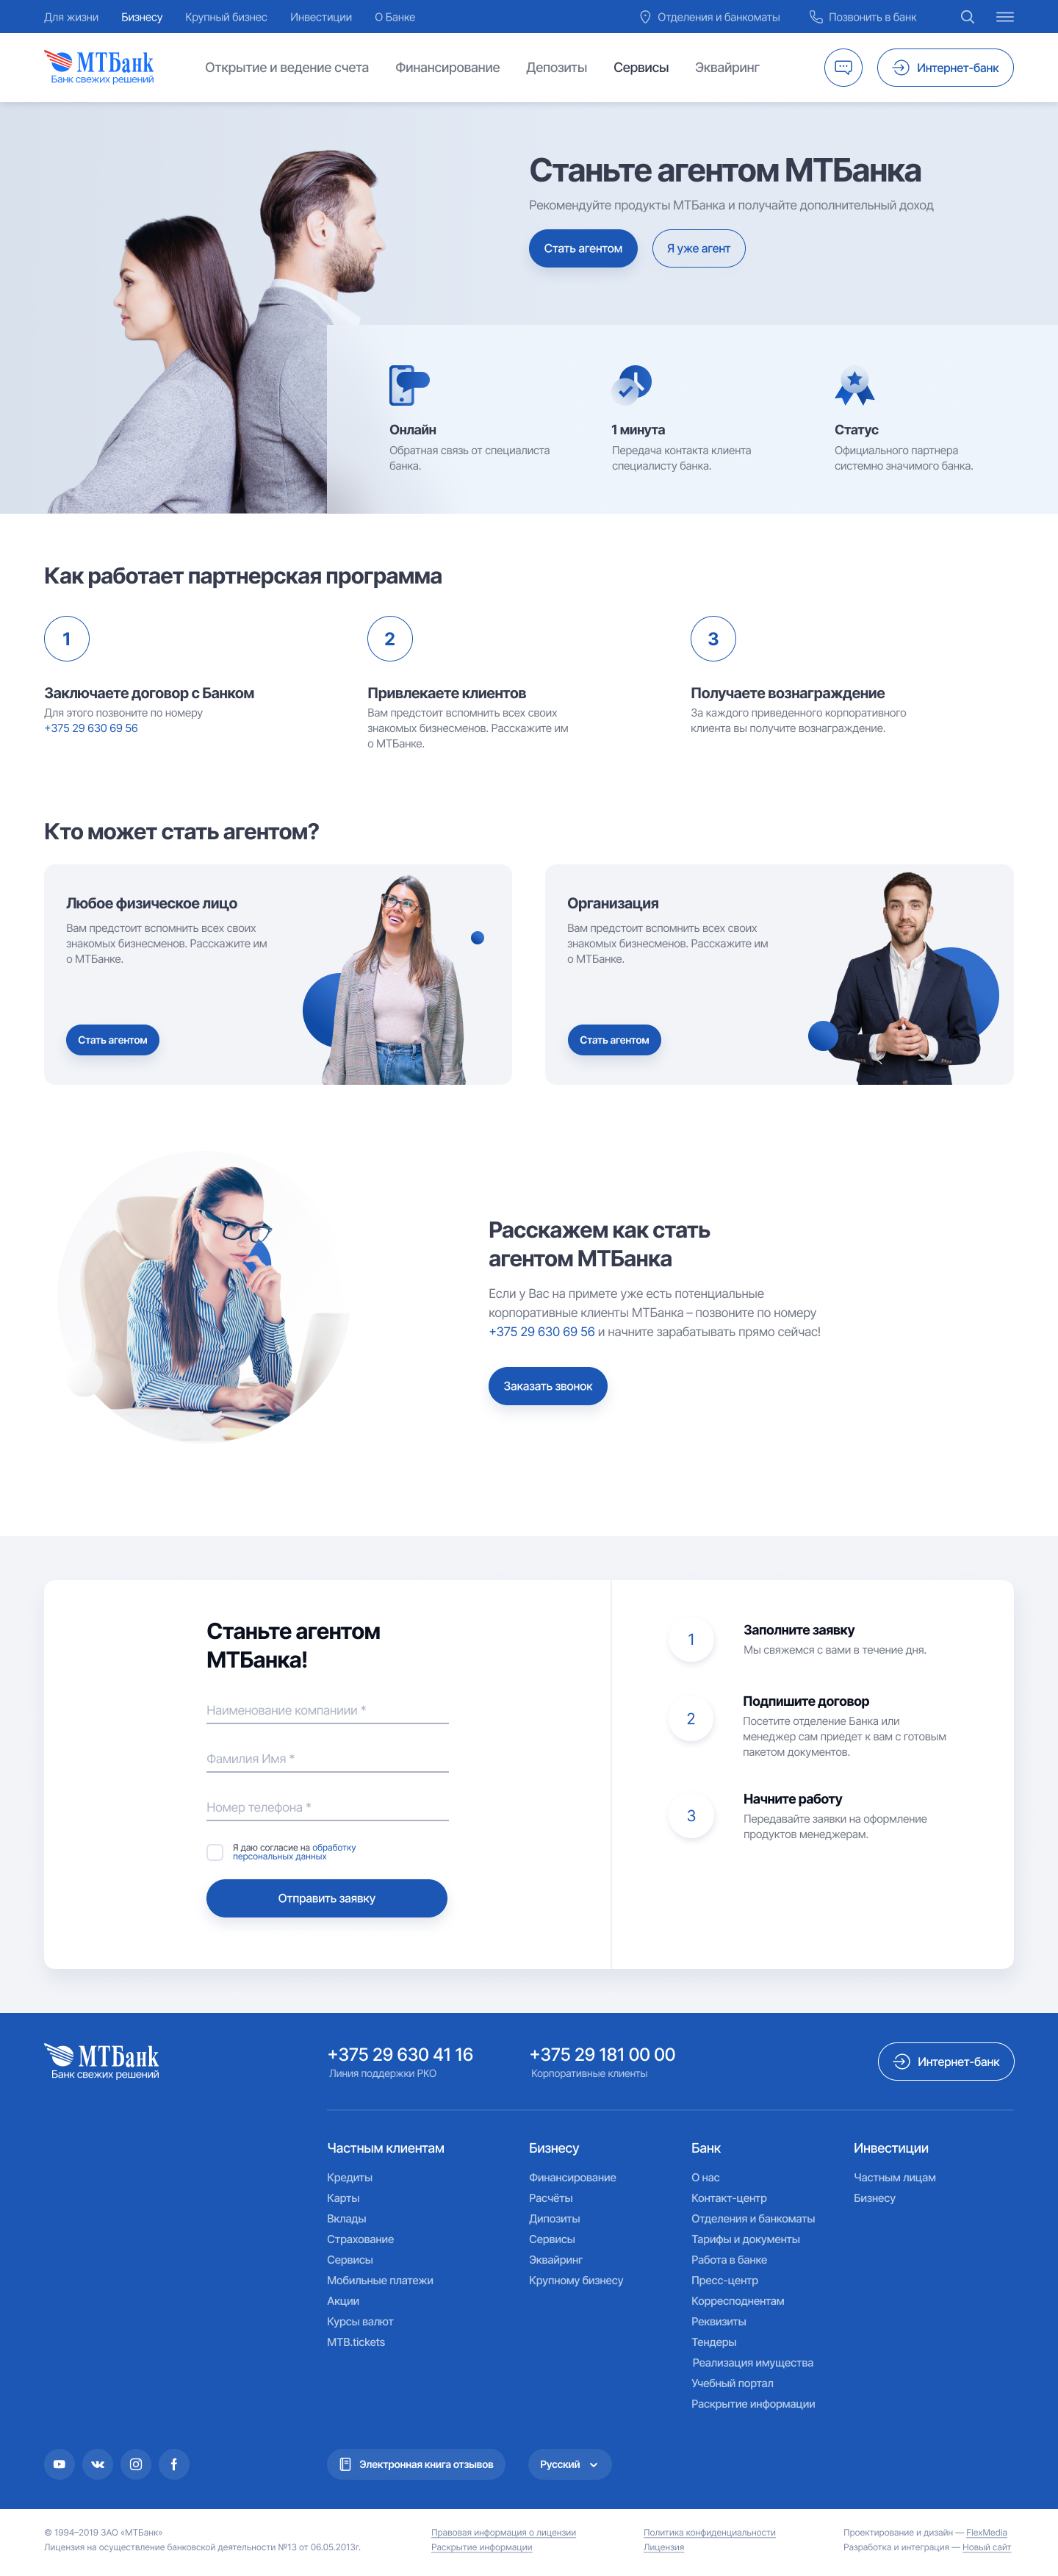 Для жизни Бизнесу Крупный бизнес Инвестиции О Банке Отделения и банкоматы Позвонить в банк
МТБанк
Банк свежих решений
Открытие и ведение счета Финансирование Депозиты Сервисы Эквайринг Интернет-банк
Станьте агентом МТБанка
Рекомендуйте продукты МТБанка и получайте дополнительный доход
Стать агентом Я уже агент
Онлайн
Обратная связь от специалиста
банка.
1 минута
Передача контакта клиента
специалисту банка.
Статус
Официального партнера
системно значимого банка.
Как работает партнерская программа
1
Заключаете договор с Банком
Для этого позвоните по номеру
+375 29 630 69 56
2
Привлекаете клиентов
Вам предстоит вспомнить всех своих
знакомых бизнесменов. Расскажите им
о МТБанке.
3
Получаете вознаграждение
За каждого приведенного корпоративного
клиента вы получите вознаграждение.
Кто может стать агентом?
Любое физическое лицо
Вам предстоит вспомнить всех своих
знакомых бизнесменов. Расскажите им
о МТБанке.
Стать агентом
Организация
Вам предстоит вспомнить всех своих
знакомых бизнесменов. Расскажите им
о МТБанке.
Стать агентом
Расскажем как стать
агентом МТБанка
Если у Вас на примете уже есть потенциальные
корпоративные клиенты МТБанка – позвоните по номеру
+375 29 630 69 56 и начните зарабатывать прямо сейчас!
Заказать звонок
Станьте агентом
МТБанка!
Наименование компаниии *
Фамилия Имя *
Номер телефона *
Я даю согласие на обработку
персональных данных
Отправить заявку
1
Заполните заявку
Мы свяжемся с вами в течение дня.
2
Подпишите договор
Посетите отделение Банка или
менеджер сам приедет к вам с готовым
пакетом документов.
3
Начните работу
Передавайте заявки на оформление
продуктов менеджерам.
МТБанк
Банк свежих решений
+375 29 630 41 16
Линия поддержки РКО
+375 29 181 00 00
Корпоративные клиенты
Интернет-банк
Частным клиентам
Кредиты
Карты
Вклады
Страхование
Сервисы
Мобильные платежи
Акции
Курсы валют
MTB.tickets
Бизнесу
Финансирование
Расчёты
Дипозиты
Сервисы
Эквайринг
Крупному бизнесу
Банк
О нас
Контакт-центр
Отделения и банкоматы
Тарифы и документы
Работа в банке
Пресс-центр
Корреспондентам
Реквизиты
Тендеры
Реализация имущества
Учебный портал
Раскрытие информации
Инвестиции
Частным лицам
Бизнесу
Электронная книга отзывов Русский
© 1994–2019 ЗАО «МТБанк»
Лицензия на осуществление банковской деятельности №13 от 06.05.2013г.
Правовая информация о лицензии
Раскрытие информации
Политика конфиденциальности
Лицензия
Проектирование и дизайн — FlexMedia
Разработка и интеграция — Новый сайт